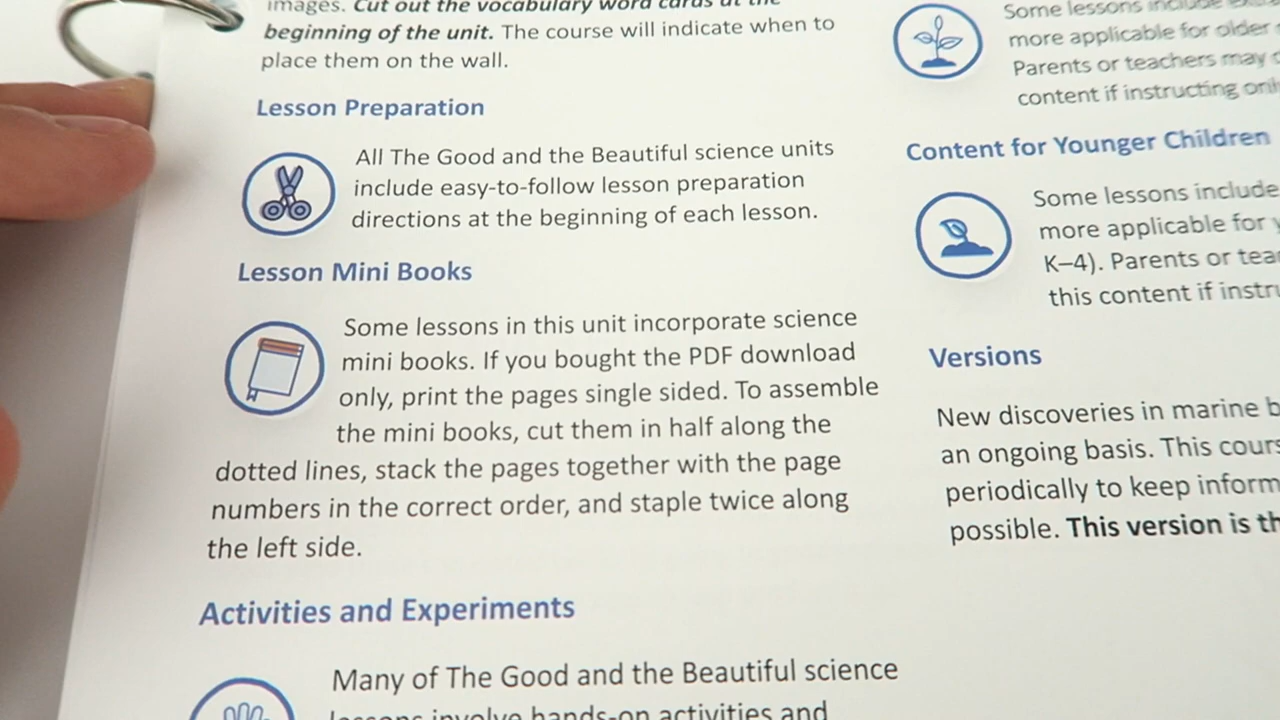 images. Cut out the vocabulary word cards at the
beginning of the unit. The course will indicate when to
place them on the wall.
Lesson Preparation
All The Good and the Beautiful science units
include easy-to-follow lesson preparation
directions at the beginning of each lesson.
Lesson Mini Books
Some lessons in this unit incorporate science
mini books. If you bought the PDF download
only, print the pages single sided. To assemble
the mini books, cut them in half along the
dotted lines, stack the pages together with the page
numbers in the correct order, and staple twice along
the left side.
Activities and Experiments
Many of The Good and the Beautiful science
lessons involve hands-on activities and
Some lessons include
more applicable for older
Parents or teachers may
content if instructing
Content for Younger Children
Some lessons include
more applicable for
K–4). Parents or
this content if
Versions
New discoveries in marine
an ongoing basis. This
periodically to keep
possible. This version is